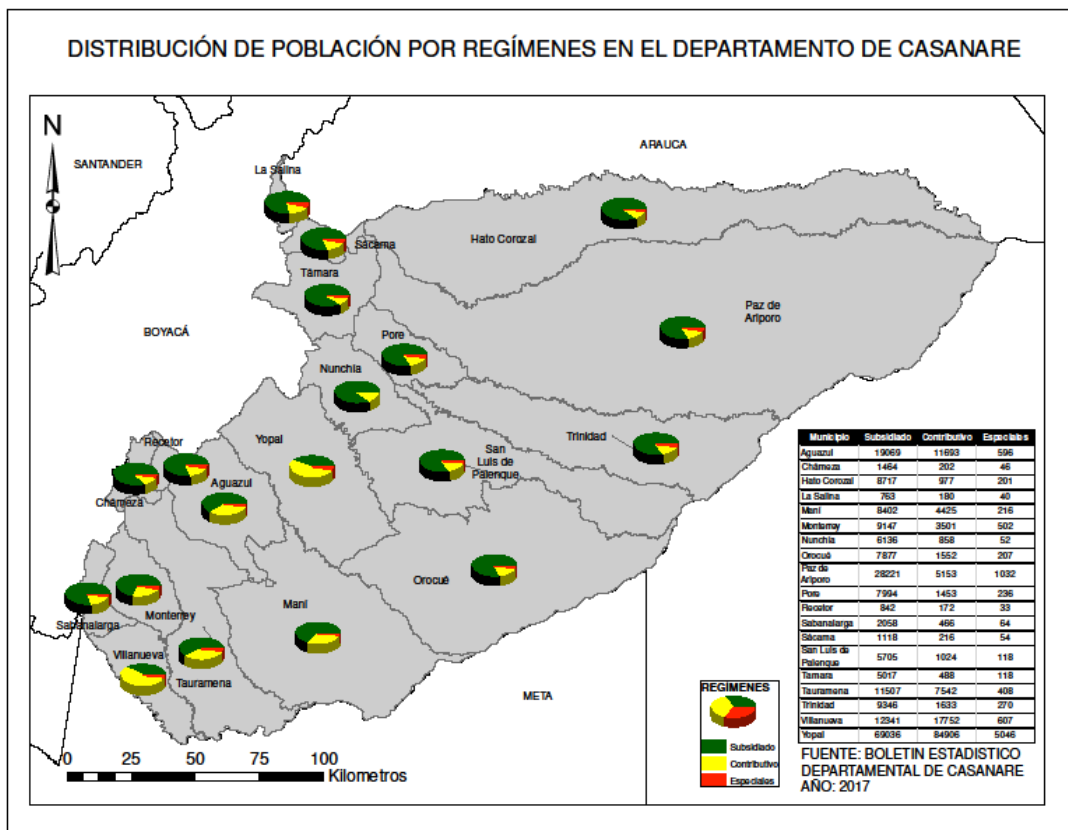 DISTRIBUCIÓN DE POBLACIÓN POR REGÍMENES EN EL DEPARTAMENTO DE CASANARE
N
SANTANDER
ARAUCA
La Salina
Hato Corozal
Sácama
Támara
Paz de
Ariporo
BOYACÁ
Pore
Nunchía
Recetor
Yopal
San
Luis de
Palenque
Trinidad
Aguazul
Chámeza
Orocué
Maní
Monterrey
Sabanalarga
Villanueva
Tauramena
META
0 25 50 75 100
Kilometros
REGÍMENES
Subsidiado
Contributivo
Especiales
Municipio Subsidiado Contributivo Especiales
Aguazul 19069 11693 596
Chámeza 1464 202 46
Hato Corozal 8717 977 201
La Salina 763 180 40
Maní 8402 4425 216
Monterrey 9147 3501 502
Nunchía 6136 858 52
Orocué 7877 1552 207
Paz de
Ariporo 28221 5153 1032
Pore 7994 1453 236
Recetor 842 172 33
Sabanalarga 2058 466 64
Sácama 1118 216 54
San Luis de
Palenque 5705 1024 118
Tamara 5017 488 118
Tauramena 11507 7542 408
Trinidad 9346 1633 270
Villanueva 12341 17752 607
Yopal 69036 84906 5046
FUENTE: BOLETIN ESTADISTICO
DEPARTAMENTAL DE CASANARE
AÑO: 2017